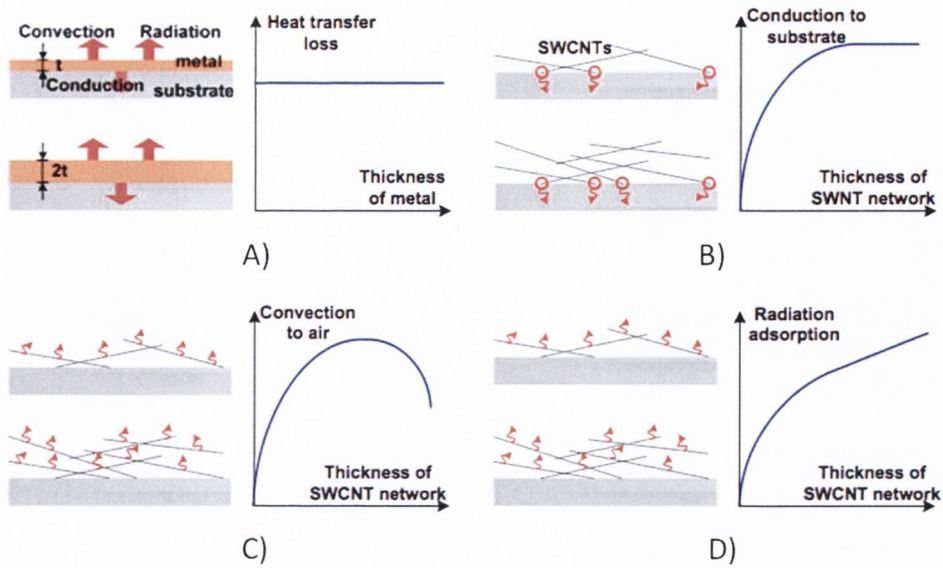 Convection Radiation
metal
t
Conduction
substrate
2t
Heat transfer
loss
Thickness
of metal
A)
SWCNTs
Conduction to
substrate
Thickness of
SWNT network
B)
Convection
to air
Thickness of
SWCNT network
C)
Radiation
adsorption
Thickness of
SWCNT network
D)